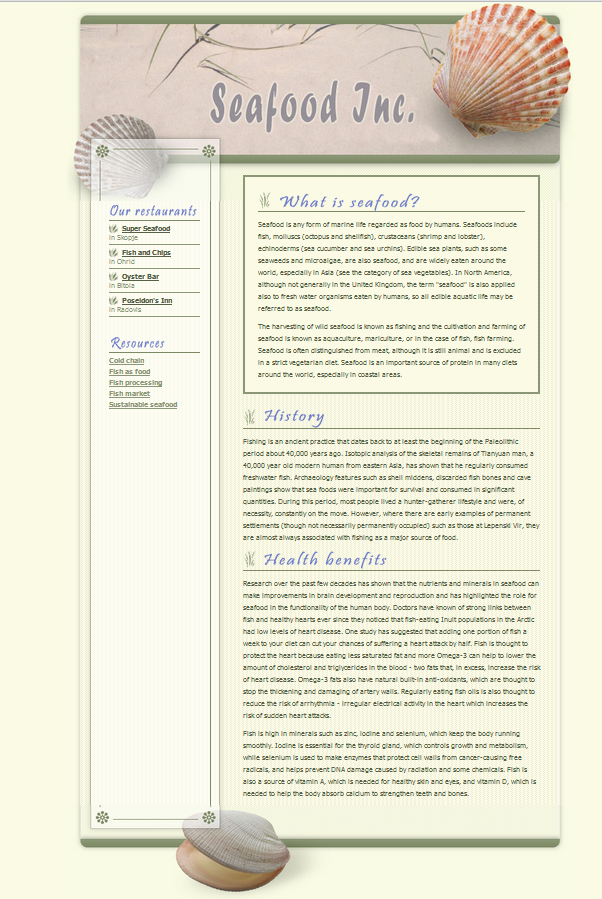 Seafood Inc.
Our restaurants
Super Seafood
in Skopje
Fish and Chips
in Ohrid
Oyster Bar
in Bitola
Poseidon's Inn
in Radovis
Resources
Cold chain
Fish as food
Fish processing
Fish market
Sustainable seafood
What is seafood?
Seafood is any form of marine life regarded as food by humans. Seafoods include
fish, molluscs (octopus and shellfish), crustaceans (shrimp and lobster),
echinoderms (sea cucumber and sea urchins). Edible sea plants, such as some
seaweeds and microalgae, are also seafood, and are widely eaten around the
world, especially in Asia (see the category of sea vegetables). In North America,
although not generally in the United Kingdom, the term "seafood" is also applied
also to fresh water organisms eaten by humans, so all edible aquatic life may be
referred to as seafood.
The harvesting of wild seafood is known as fishing and the cultivation and farming of
seafood is known as aquaculture, mariculture, or in the case of fish, fish farming.
Seafood is often distinguished from meat, although it is still animal and is excluded
in a strict vegetarian diet. Seafood is an important source of protein in many diets
around the world, especially in coastal areas.
History
Fishing is an ancient practice that dates back to at least the beginning of the Paleolithic
period about 40,000 years ago. Isotopic analysis of the skeletal remains of Tianyuan man, a
40,000 year old modern human from eastern Asia, has shown that he regularly consumed
freshwater fish. Archaeology features such as shell middens, discarded fish bones and cave
paintings show that sea foods were important for survival and consumed in significant
quantities. During this period, most people lived a hunter-gatherer lifestyle and were, of
necessity, constantly on the move. However, where there are early examples of permanent
settlements (though not necessarily permanently occupied) such as those at Lepenski Vir, they
are almost always associated with fishing as a major source of food.
Health benefits
Research over the past few decades has shown that the nutrients and minerals in seafood can
make improvements in brain development and reproduction and has highlighted the role for
seafood in the functionality of the human body. Doctors have known of strong links between
fish and healthy hearts ever since they noticed that fish-eating Inuit populations in the Arctic
had low levels of heart disease. One study has suggested that adding one portion of fish a
week to your diet can cut your chances of suffering a heart attack by half. Fish is thought to
protect the heart because eating less saturated fat and more Omega-3 can help to lower the
amount of cholesterol and triglycerides in the blood - two fats that, in excess, increase the risk
of heart disease. Omega-3 fats also have natural built-in anti-oxidants, which are thought to
stop the thickening and damaging of artery walls. Regularly eating fish oils is also thought to
reduce the risk of arrhythmia - irregular electrical activity in the heart which increases the
risk of sudden heart attacks.
Fish is high in minerals such as zinc, iodine and selenium, which keep the body running
smoothly. Iodine is essential for the thyroid gland, which controls growth and metabolism,
while selenium is used to make enzymes that protect cell walls from cancer-causing free
radicals, and helps prevent DNA damage caused by radiation and some chemicals. Fish is
also a source of vitamin A, which is needed for healthy skin and eyes, and vitamin D, which is
needed to help the body absorb calcium to strengthen teeth and bones.